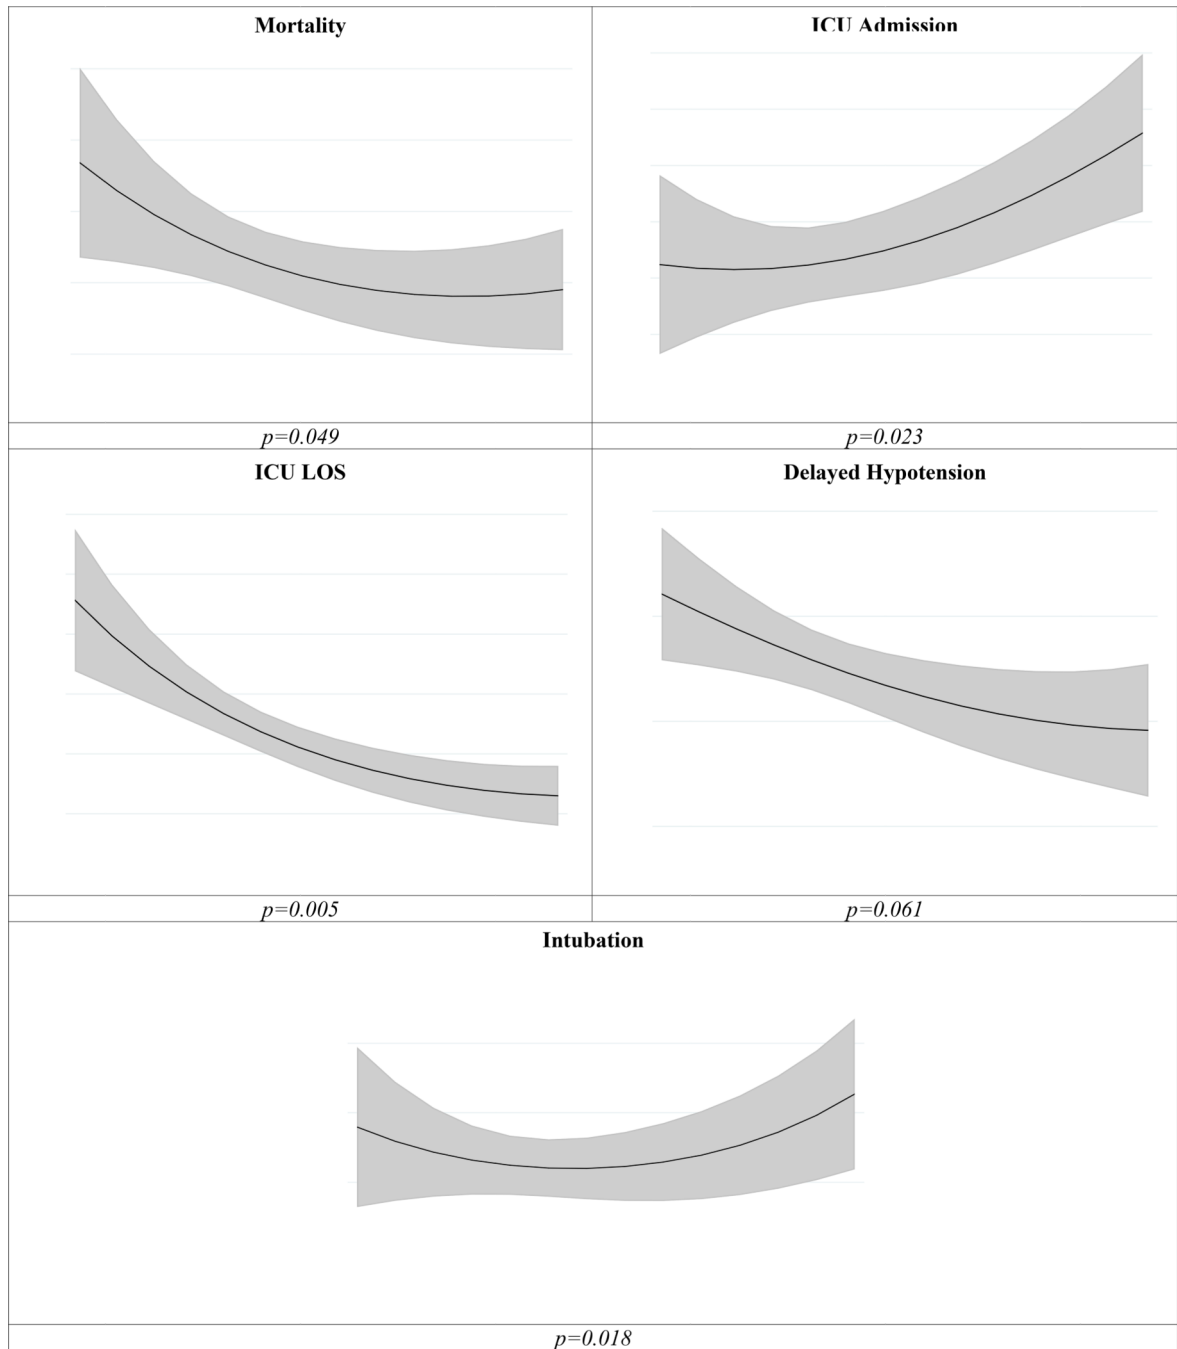 Mortality
ICU Admission
p=0.049
p=0.023
ICU LOS
Delayed Hypotension
p=0.005
p=0.061
Intubation
p=0.018